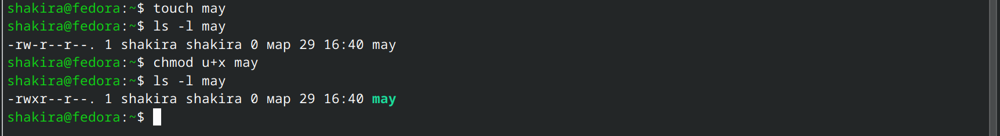 shakira@fedora:~$ touch may
shakira@fedora:~$ ls -l may
-rw-r--r--. 1 shakira shakira 0 мар 29 16:40 may
shakira@fedora:~$ chmod u+x may
shakira@fedora:~$ ls -l may
-rwxr--r--. 1 shakira shakira 0 мар 29 16:40 may
shakira@fedora:~$